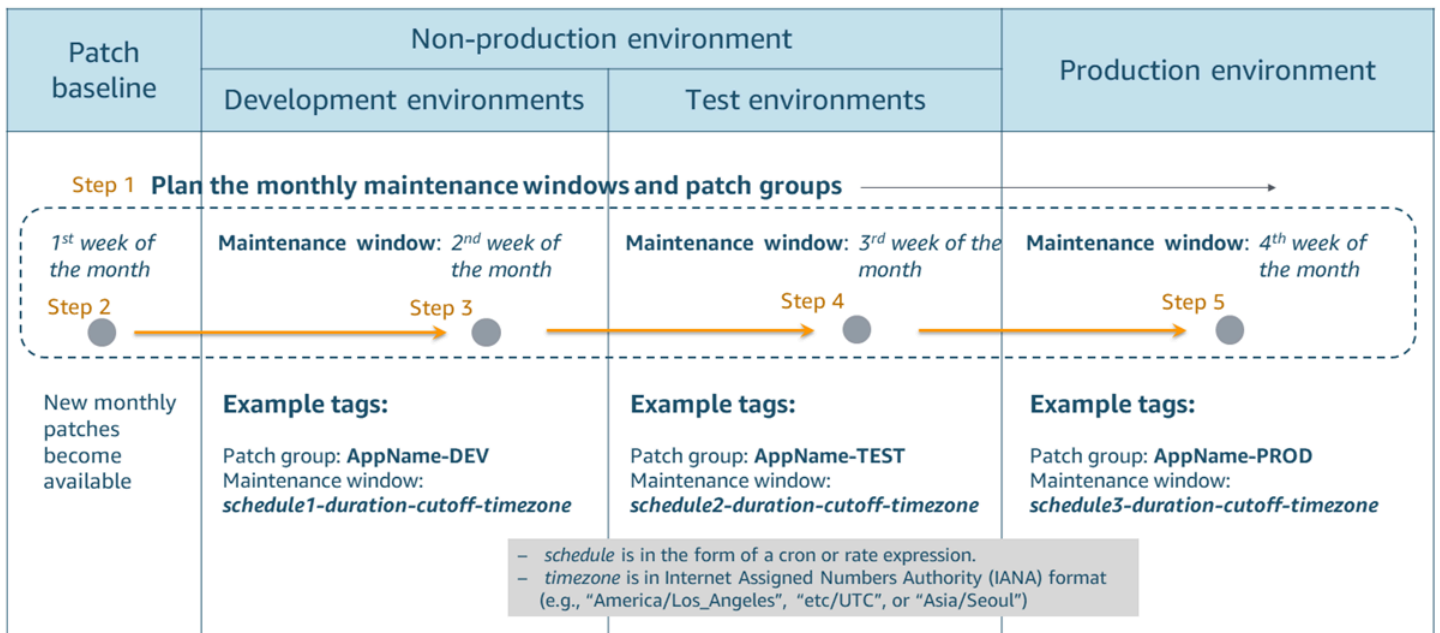 Patch
baseline
Non-production environment
Development environments
Test environments
Production environment
Step 1 Plan the monthly maintenance windows and patch groups
1st week of
the month
Step 2
Maintenance window: 2nd week of
the month
Step 3
Maintenance window: 3rd week of the
month
Step 4
Maintenance window: 4th week of
the month
Step 5
New monthly
patches
become
available
Example tags:
Patch group: AppName-DEV
Maintenance window:
schedule1-duration-cutoff-timezone
Example tags:
Patch group: AppName-TEST
Maintenance window:
schedule2-duration-cutoff-timezone
Example tags:
Patch group: AppName-PROD
Maintenance window:
schedule3-duration-cutoff-timezone
– schedule is in the form of a cron or rate expression.
– timezone is in Internet Assigned Numbers Authority (IANA) format
(e.g., “America/Los_Angeles”, “etc/UTC”, or “Asia/Seoul”)